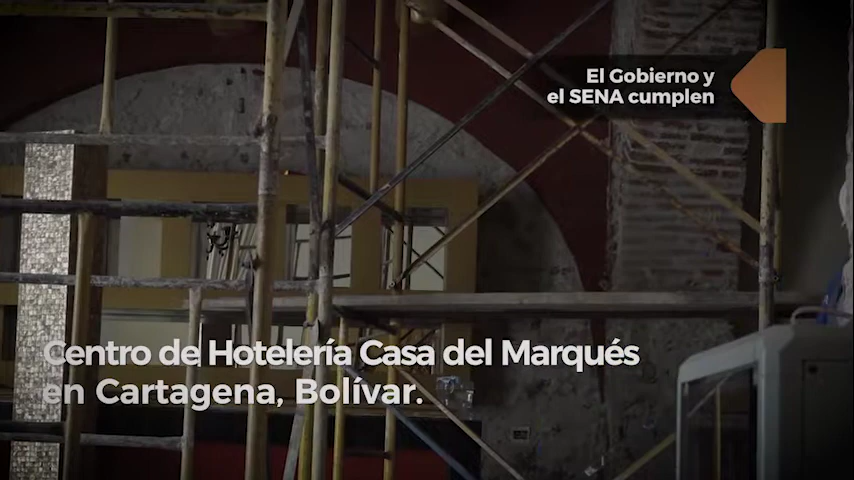 El Gobierno y
el SENA cumplen
Centro de Hotelería Casa del Marqués
en Cartagena, Bolívar.